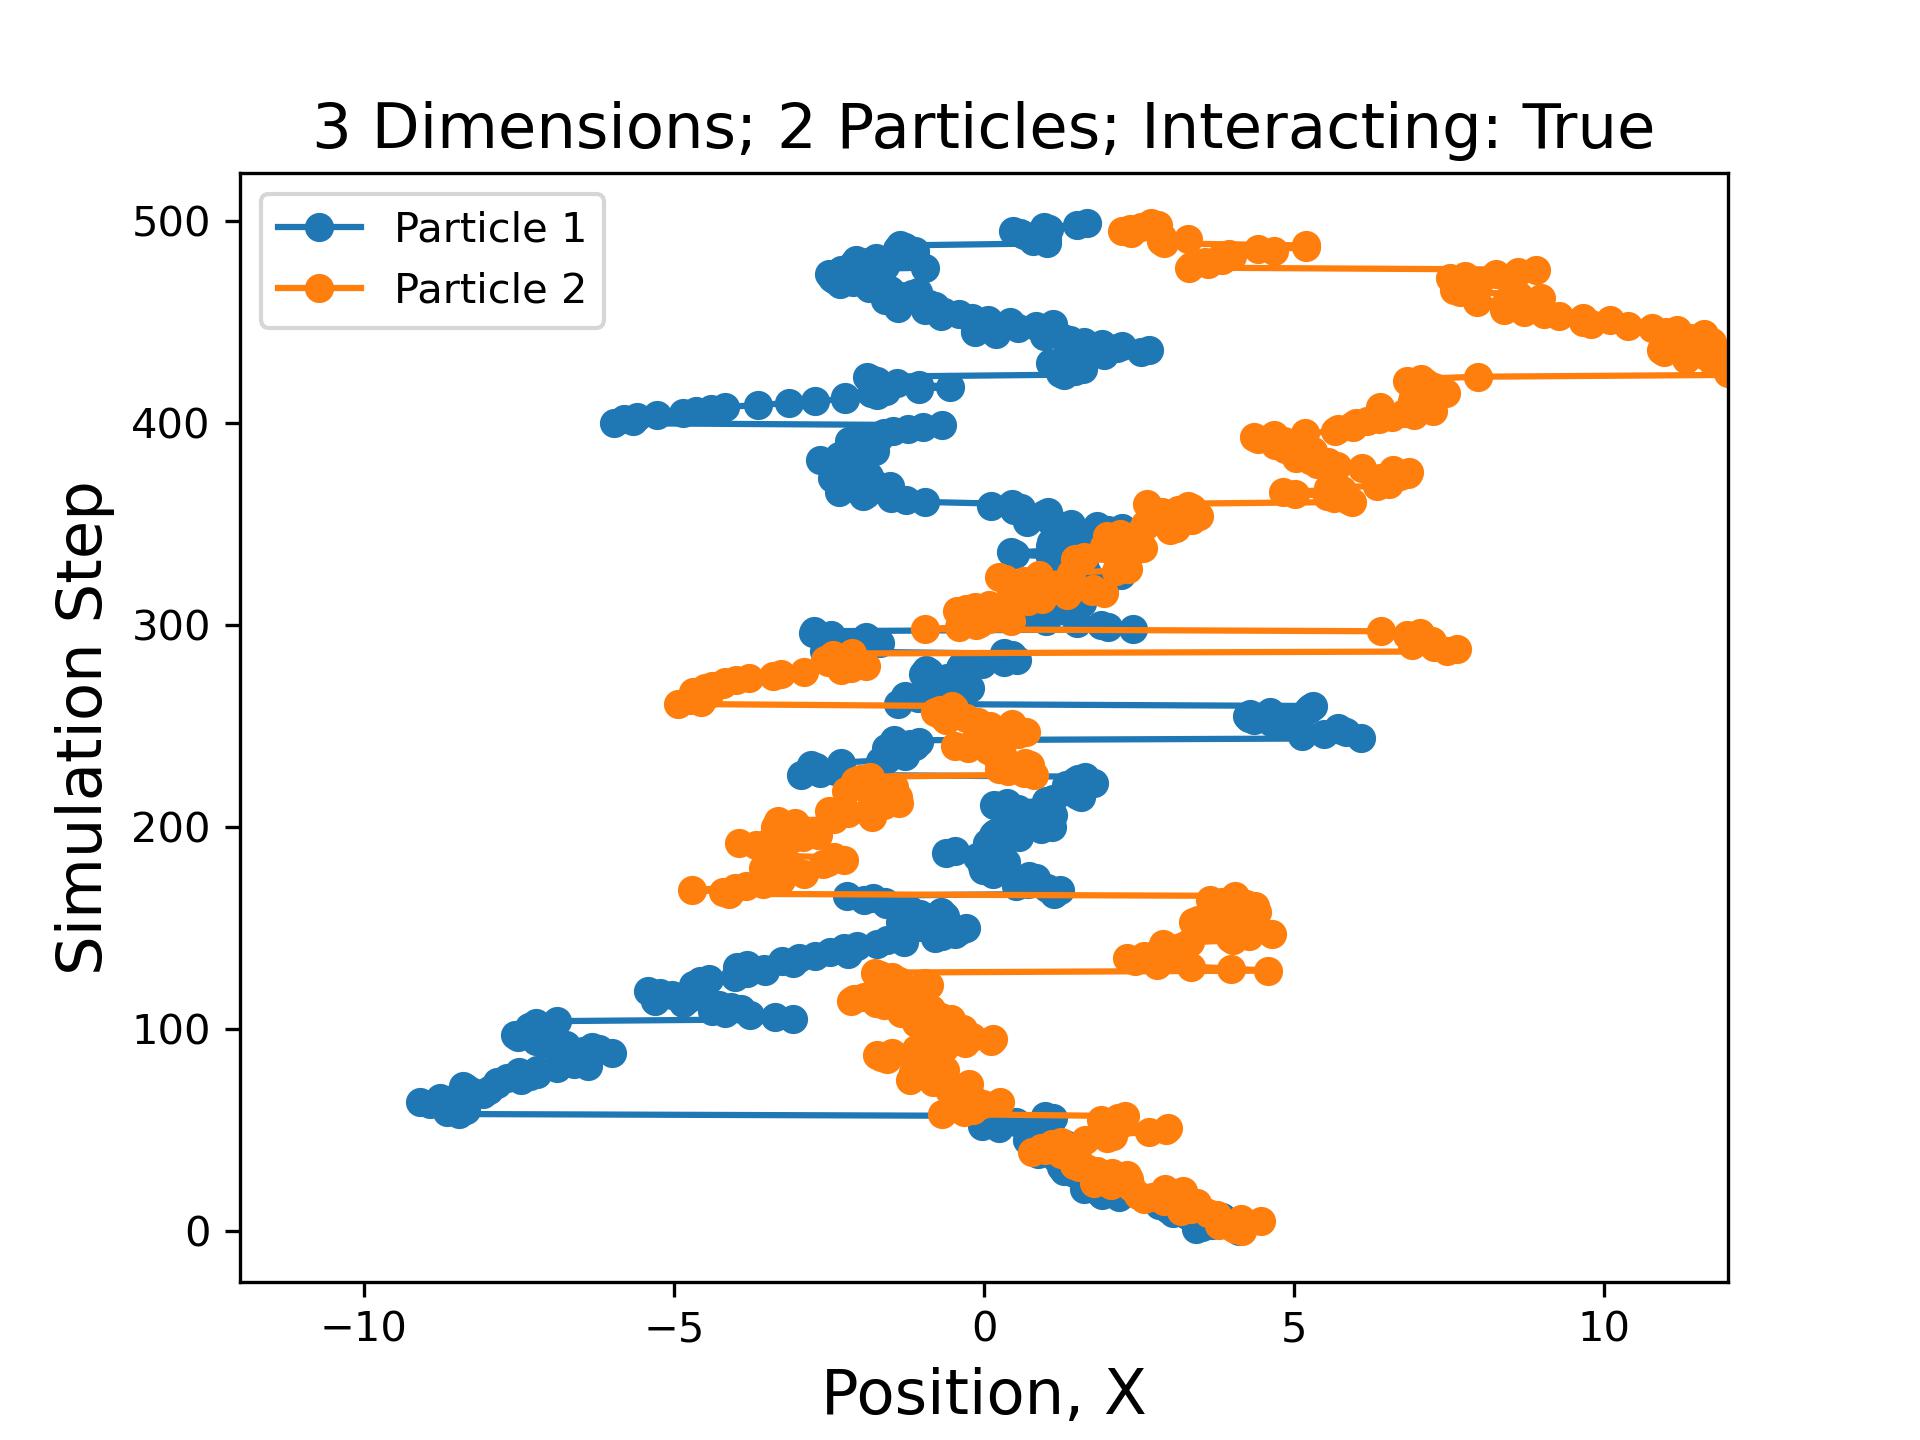 3 Dimensions; 2 Particles; Interacting: True
Particle 1
Particle 2
Simulation Step
500
400
300
200
100
0
−10
−5
0
5
10
Position, X